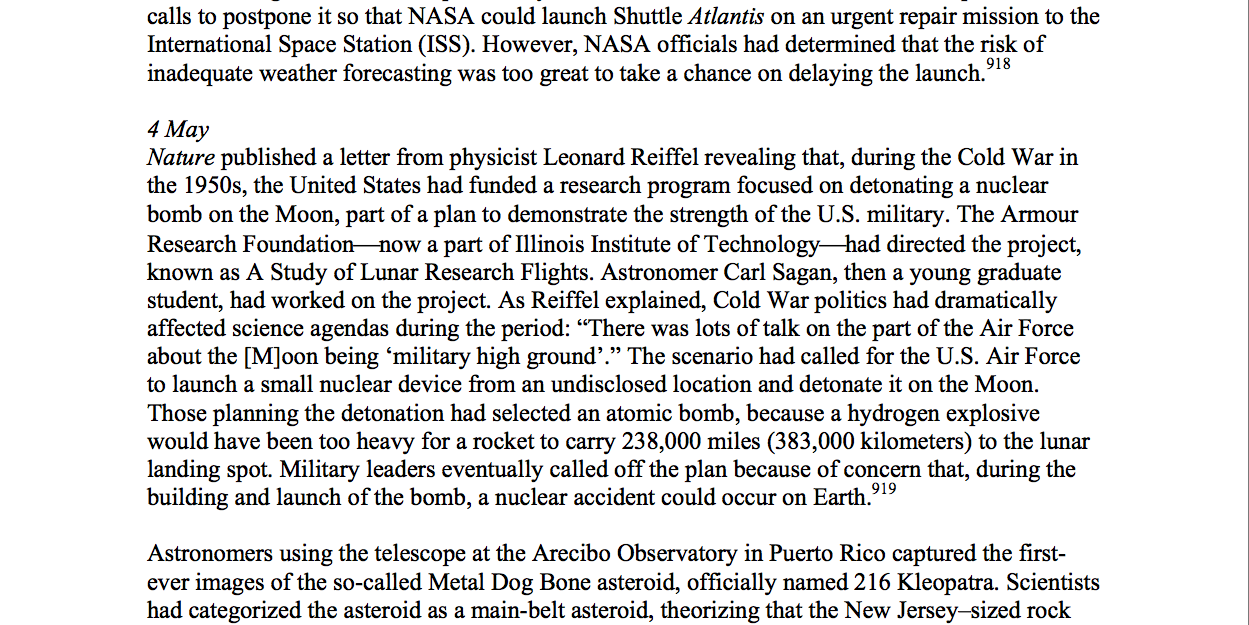 calls to postpone it so that NASA could launch Shuttle Atlantis on an urgent repair mission to the
International Space Station (ISS). However, NASA officials had determined that the risk of
inadequate weather forecasting was too great to take a chance on delaying the launch.918
4 May
Nature published a letter from physicist Leonard Reiffel revealing that, during the Cold War in
the 1950s, the United States had funded a research program focused on detonating a nuclear
bomb on the Moon, part of a plan to demonstrate the strength of the U.S. military. The Armour
Research Foundation—now a part of Illinois Institute of Technology—had directed the project,
known as A Study of Lunar Research Flights. Astronomer Carl Sagan, then a young graduate
student, had worked on the project. As Reiffel explained, Cold War politics had dramatically
affected science agendas during the period: “There was lots of talk on the part of the Air Force
about the [M]oon being ‘military high ground’.” The scenario had called for the U.S. Air Force
to launch a small nuclear device from an undisclosed location and detonate it on the Moon.
Those planning the detonation had selected an atomic bomb, because a hydrogen explosive
would have been too heavy for a rocket to carry 238,000 miles (383,000 kilometers) to the lunar
landing spot. Military leaders eventually called off the plan because of concern that, during the
building and launch of the bomb, a nuclear accident could occur on Earth.919
Astronomers using the telescope at the Arecibo Observatory in Puerto Rico captured the first-
ever images of the so-called Metal Dog Bone asteroid, officially named 216 Kleopatra. Scientists
had categorized the asteroid as a main-belt asteroid, theorizing that the New Jersey–sized rock